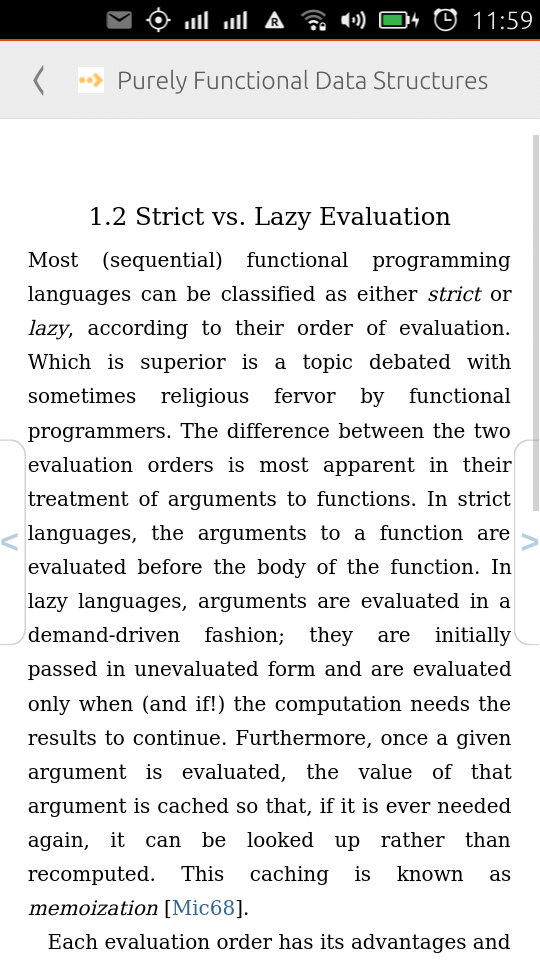 11:59
Purely Functional Data Structures
1.2 Strict vs. Lazy Evaluation
Most (sequential) functional programming
languages can be classified as either strict or
lazy, according to their order of evaluation.
Which is superior is a topic debated with
sometimes religious fervor by functional
programmers. The difference between the two
evaluation orders is most apparent in their
treatment of arguments to functions. In strict
languages, the arguments to a function are
evaluated before the body of the function. In
lazy languages, arguments are evaluated in a
demand-driven fashion; they are initially
passed in unevaluated form and are evaluated
only when (and if!) the computation needs the
results to continue. Furthermore, once a given
argument is evaluated, the value of that
argument is cached so that, if it is ever needed
again, it can be looked up rather than
recomputed. This caching is known as
memoization [Mic68].
Each evaluation order has its advantages and